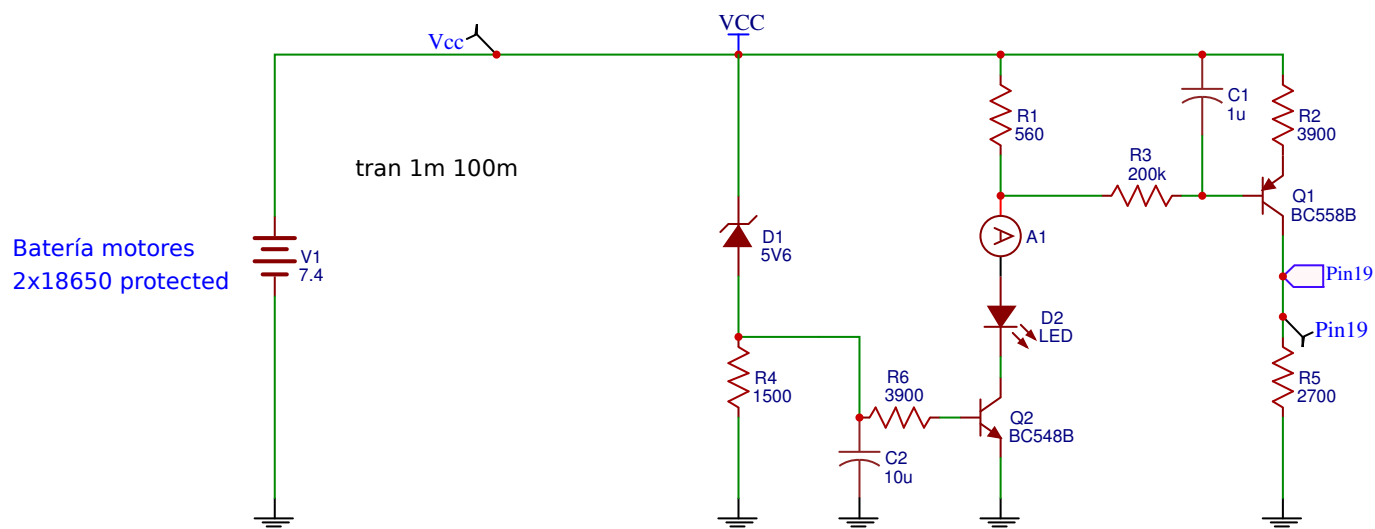 VCC
Vcc
tran 1m 100m
Batería motores
2x18650 protected
V1
7.4
D1
5V6
R4
1500
R6
3900
C2
10u
R1
560
A
A1
D2
LED
Q2
BC548B
R3
200k
C1
1u
R2
3900
Q1
BC558B
Pin19
Pin19
R5
2700